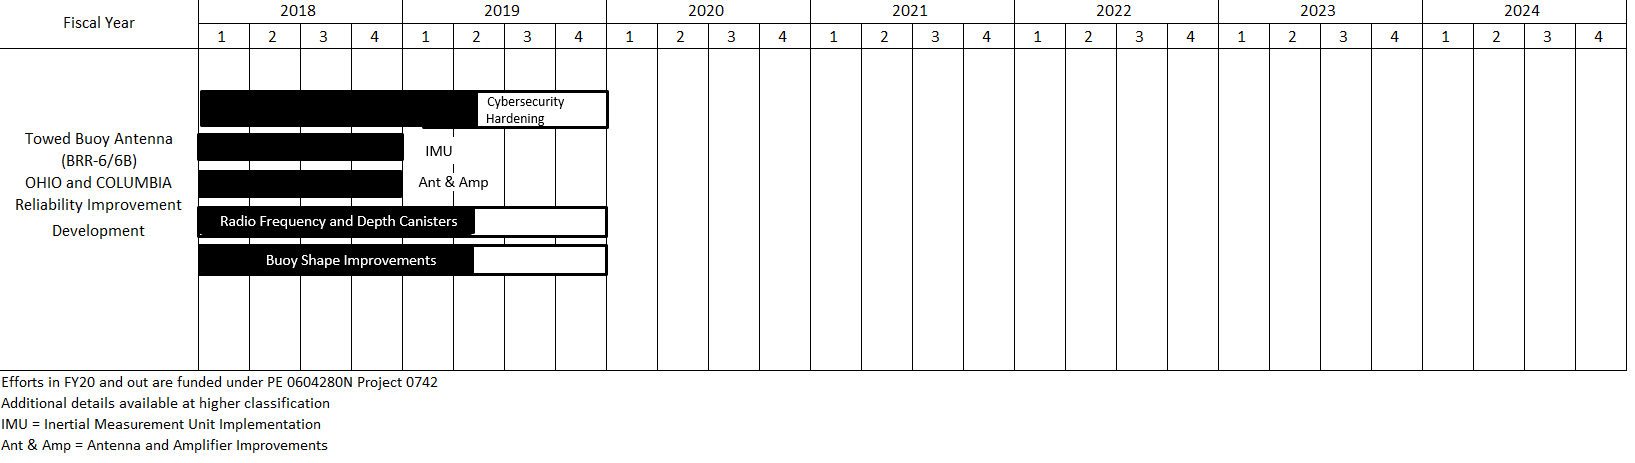 Fiscal Year
2018 2019 2020 2021 2022 2023 2024
1 2 3 4 1 2 3 4 1 2 3 4 1 2 3 4 1 2 3 4 1 2 3 4 1 2 3 4
Towed Buoy Antenna
(BRR-6/6B)
OHIO and COLUMBIA
Reliability Improvement
Development
Cybersecurity
Hardening
IMU
Ant & Amp
Radio Frequency and Depth Canisters
Buoy Shape Improvements
Efforts in FY20 and out are funded under PE 0604280N Project 0742
Additional details available at higher classification
IMU = Inertial Measurement Unit Implementation
Ant & Amp = Antenna and Amplifier Improvements